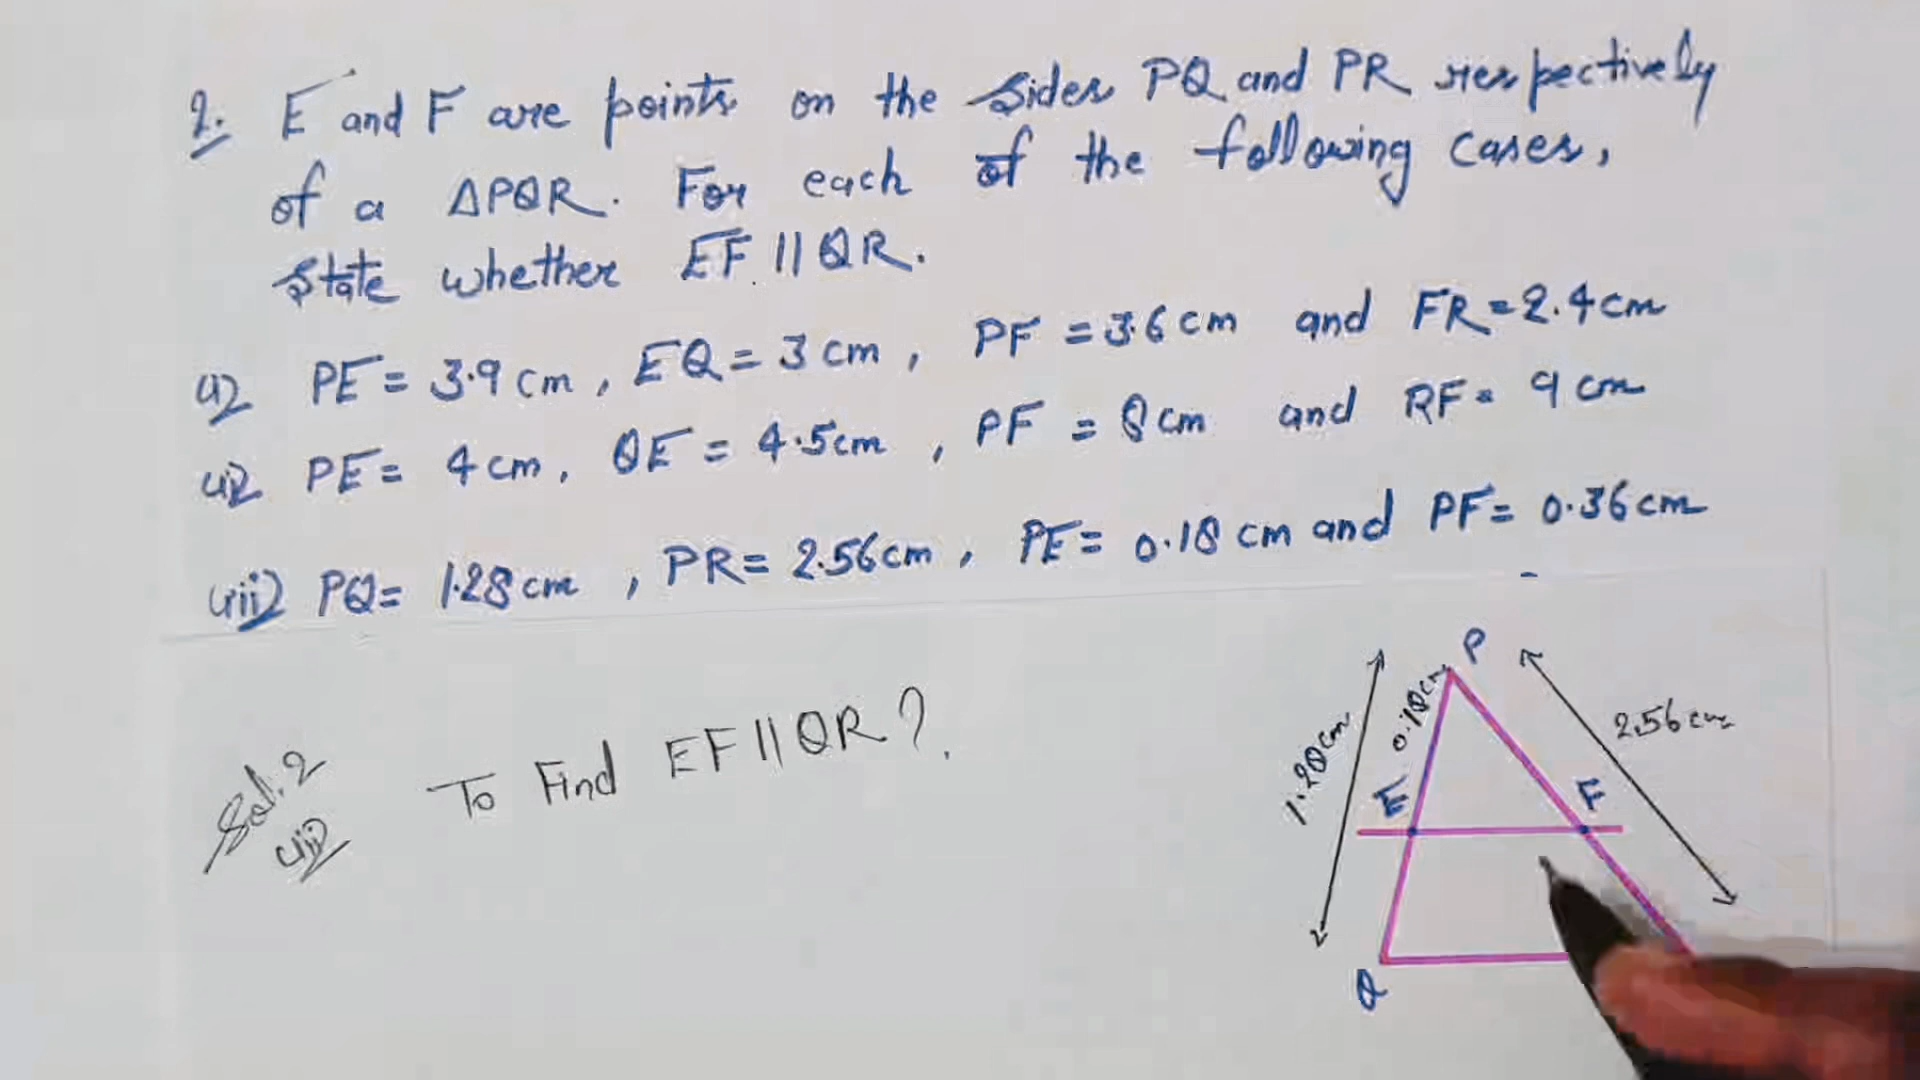 2. E and F are points on the sides PQ and PR respectively
of a ΔPQR. For each of the following cases,
state whether EF || QR.
i) PE = 3.9 cm, EQ = 3 cm, PF = 3.6 cm and FR = 2.4 cm
ii) PE = 4 cm, QE = 4.5 cm, PF = 8 cm and RF = 9 cm
iii) PQ = 1.28 cm, PR = 2.56 cm, PE = 0.18 cm and PF = 0.36 cm
Sol. 2
iii)
To Find EF || QR?.
P
0.18 cm
1.28 cm
2.56 cm
E
F
Q